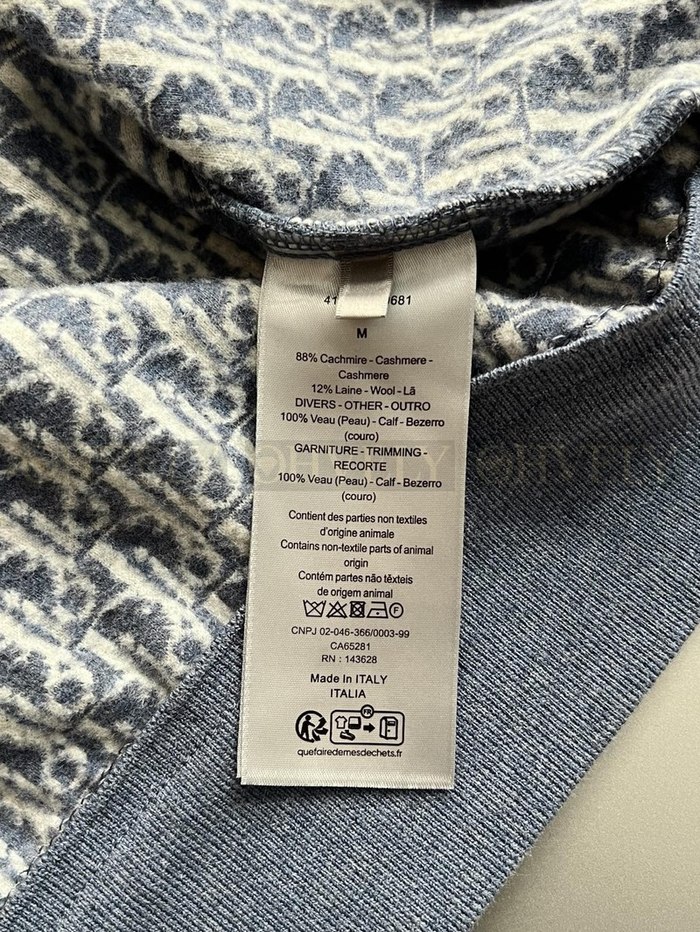 41 681
M
88% Cachmire - Cashmere -
Cashmere
12% Laine - Wool - Lã
DIVERS - OTHER - OUTRO
100% Veau (Peau) - Calf - Bezerro
(couro)
GARNITURE - TRIMMING -
RECORTE
100% Veau (Peau) - Calf - Bezerro
(couro)
Contient des parties non textiles
d'origine animale
Contains non-textile parts of animal
origin
Contém partes não têxteis
de origem animal
F
CNPJ 02-046-366/0003-99
CA65281
RN : 143628
Made In ITALY
ITALIA
FR
quefairedemesdechets.fr